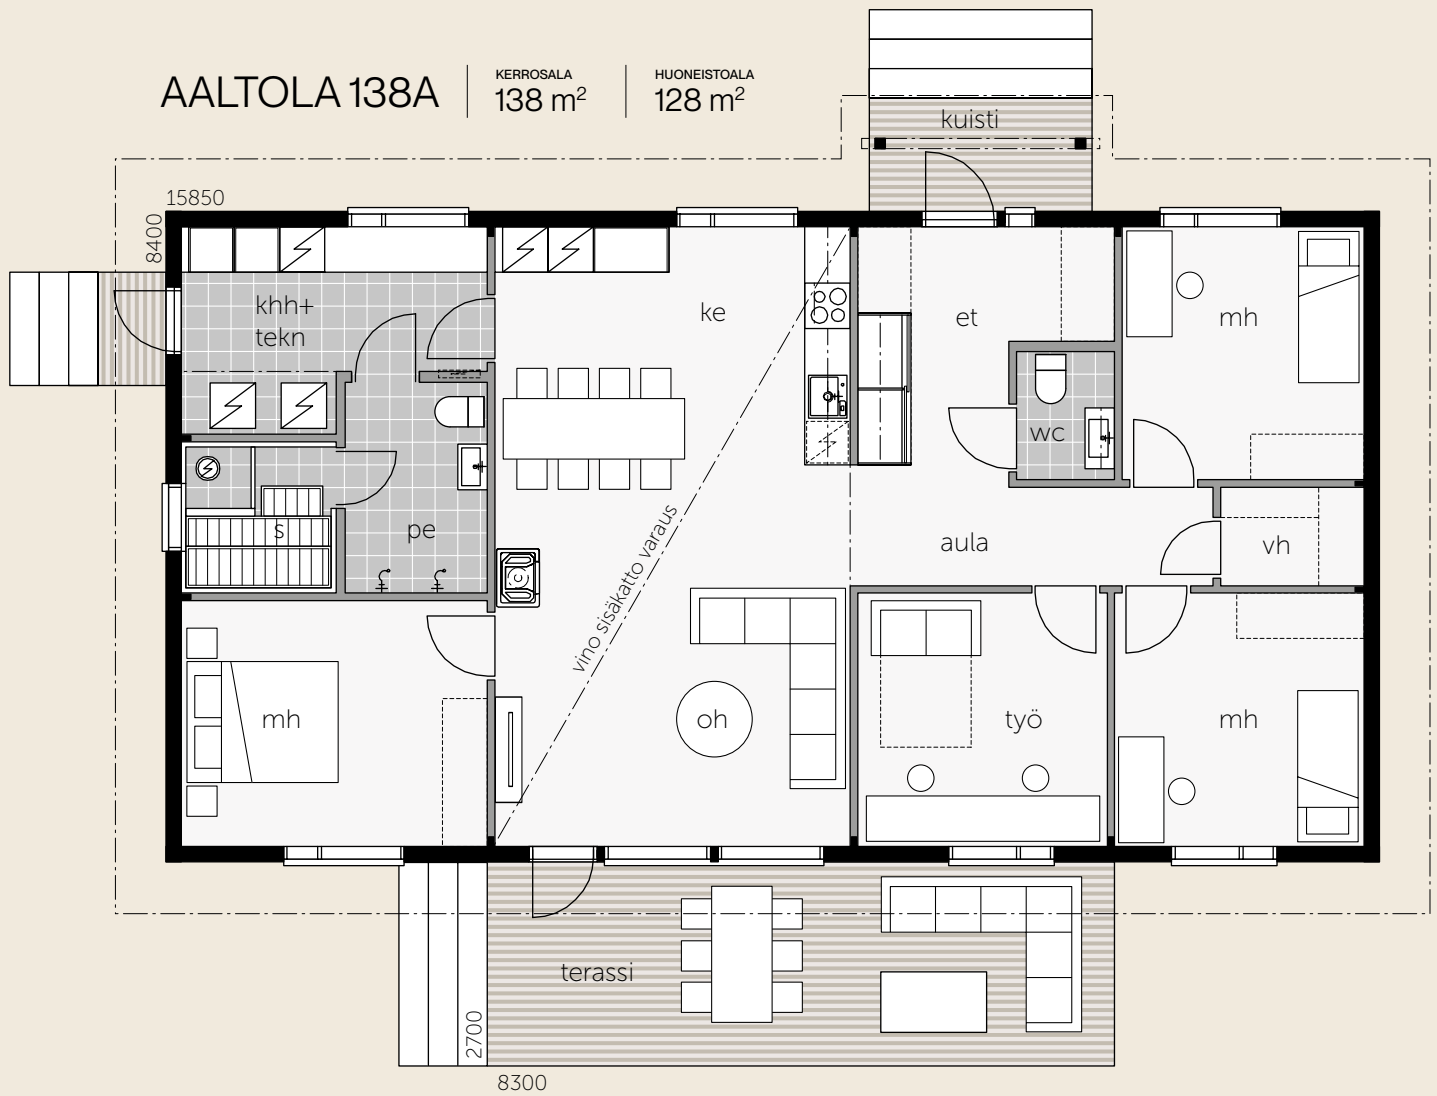 AALTOLA 138A
KERROSALA
138 m²
HUONEISTOALA
128 m²
kuisti
15850
8400
khh+
tekn
ke
et
mh
wc
s
pe
vino sisäkatto varaus
aula
vh
mh
oh
työ
mh
terassi
2700
8300